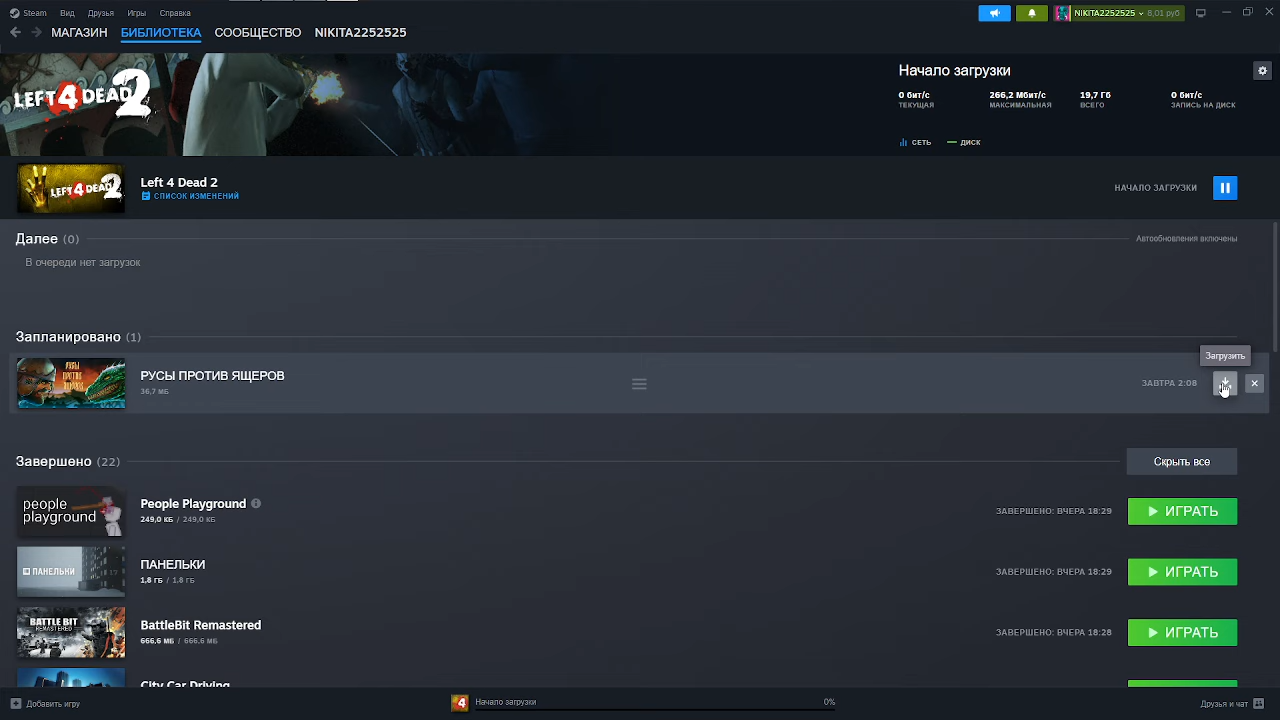 Steam Вид Друзья Игры Справка
NIKITA2252525 8,01 руб
МАГАЗИН БИБЛИОТЕКА СООБЩЕСТВО NIKITA2252525
LEFT 4 DEAD 2
Начало загрузки
0 бит/с 266,2 Мбит/с 19,7 Гб 0 бит/с
ТЕКУЩАЯ МАКСИМАЛЬНАЯ ВСЕГО ЗАПИСЬ НА ДИСК
СЕТЬ ДИСК
LEFT 4 DEAD 2
Left 4 Dead 2
СПИСОК ИЗМЕНЕНИЙ
НАЧАЛО ЗАГРУЗКИ
Далее (0)
Автообновления включены
В очереди нет загрузок
Запланировано (1)
Загрузить
РУСЫ ПРОТИВ ЯЩЕРОВ
РУСЫ ПРОТИВ ЯЩЕРОВ
36,7 МБ
ЗАВТРА 2:08
Завершено (22)
Скрыть все
people playground
People Playground
249,0 КБ / 249,0 КБ
ЗАВЕРШЕНО: ВЧЕРА 18:29
ИГРАТЬ
ПАНЕЛЬКИ
ПАНЕЛЬКИ
1,8 ГБ / 1,8 ГБ
ЗАВЕРШЕНО: ВЧЕРА 18:29
ИГРАТЬ
BATTLE BIT
REMASTERED
BattleBit Remastered
666,6 МБ / 666,6 МБ
ЗАВЕРШЕНО: ВЧЕРА 18:28
ИГРАТЬ
City Car Driving
Добавить игру
Начало загрузки 0%
Друзья и чат